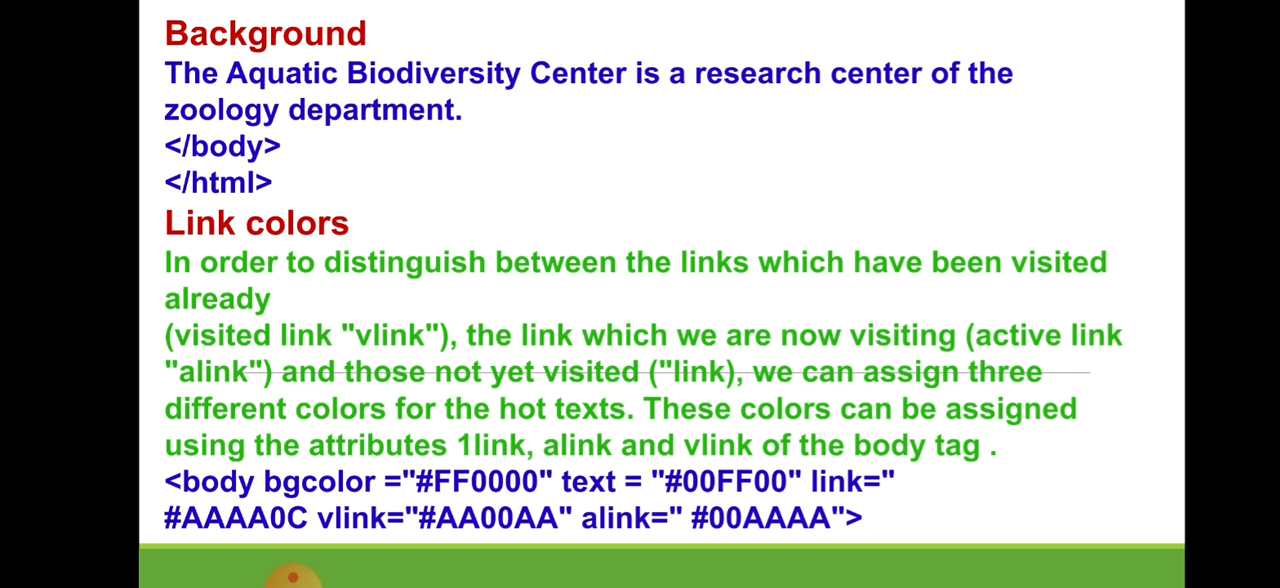 Background
The Aquatic Biodiversity Center is a research center of the
zoology department.
</body>
</html>
Link colors
In order to distinguish between the links which have been visited
already
(visited link "vlink"), the link which we are now visiting (active link
"alink") and those not yet visited ("link), we can assign three
different colors for the hot texts. These colors can be assigned
using the attributes 1link, alink and vlink of the body tag .
<body bgcolor ="#FF0000" text = "#00FF00" link="
#AAAA0C vlink="#AA00AA" alink=" #00AAAA">